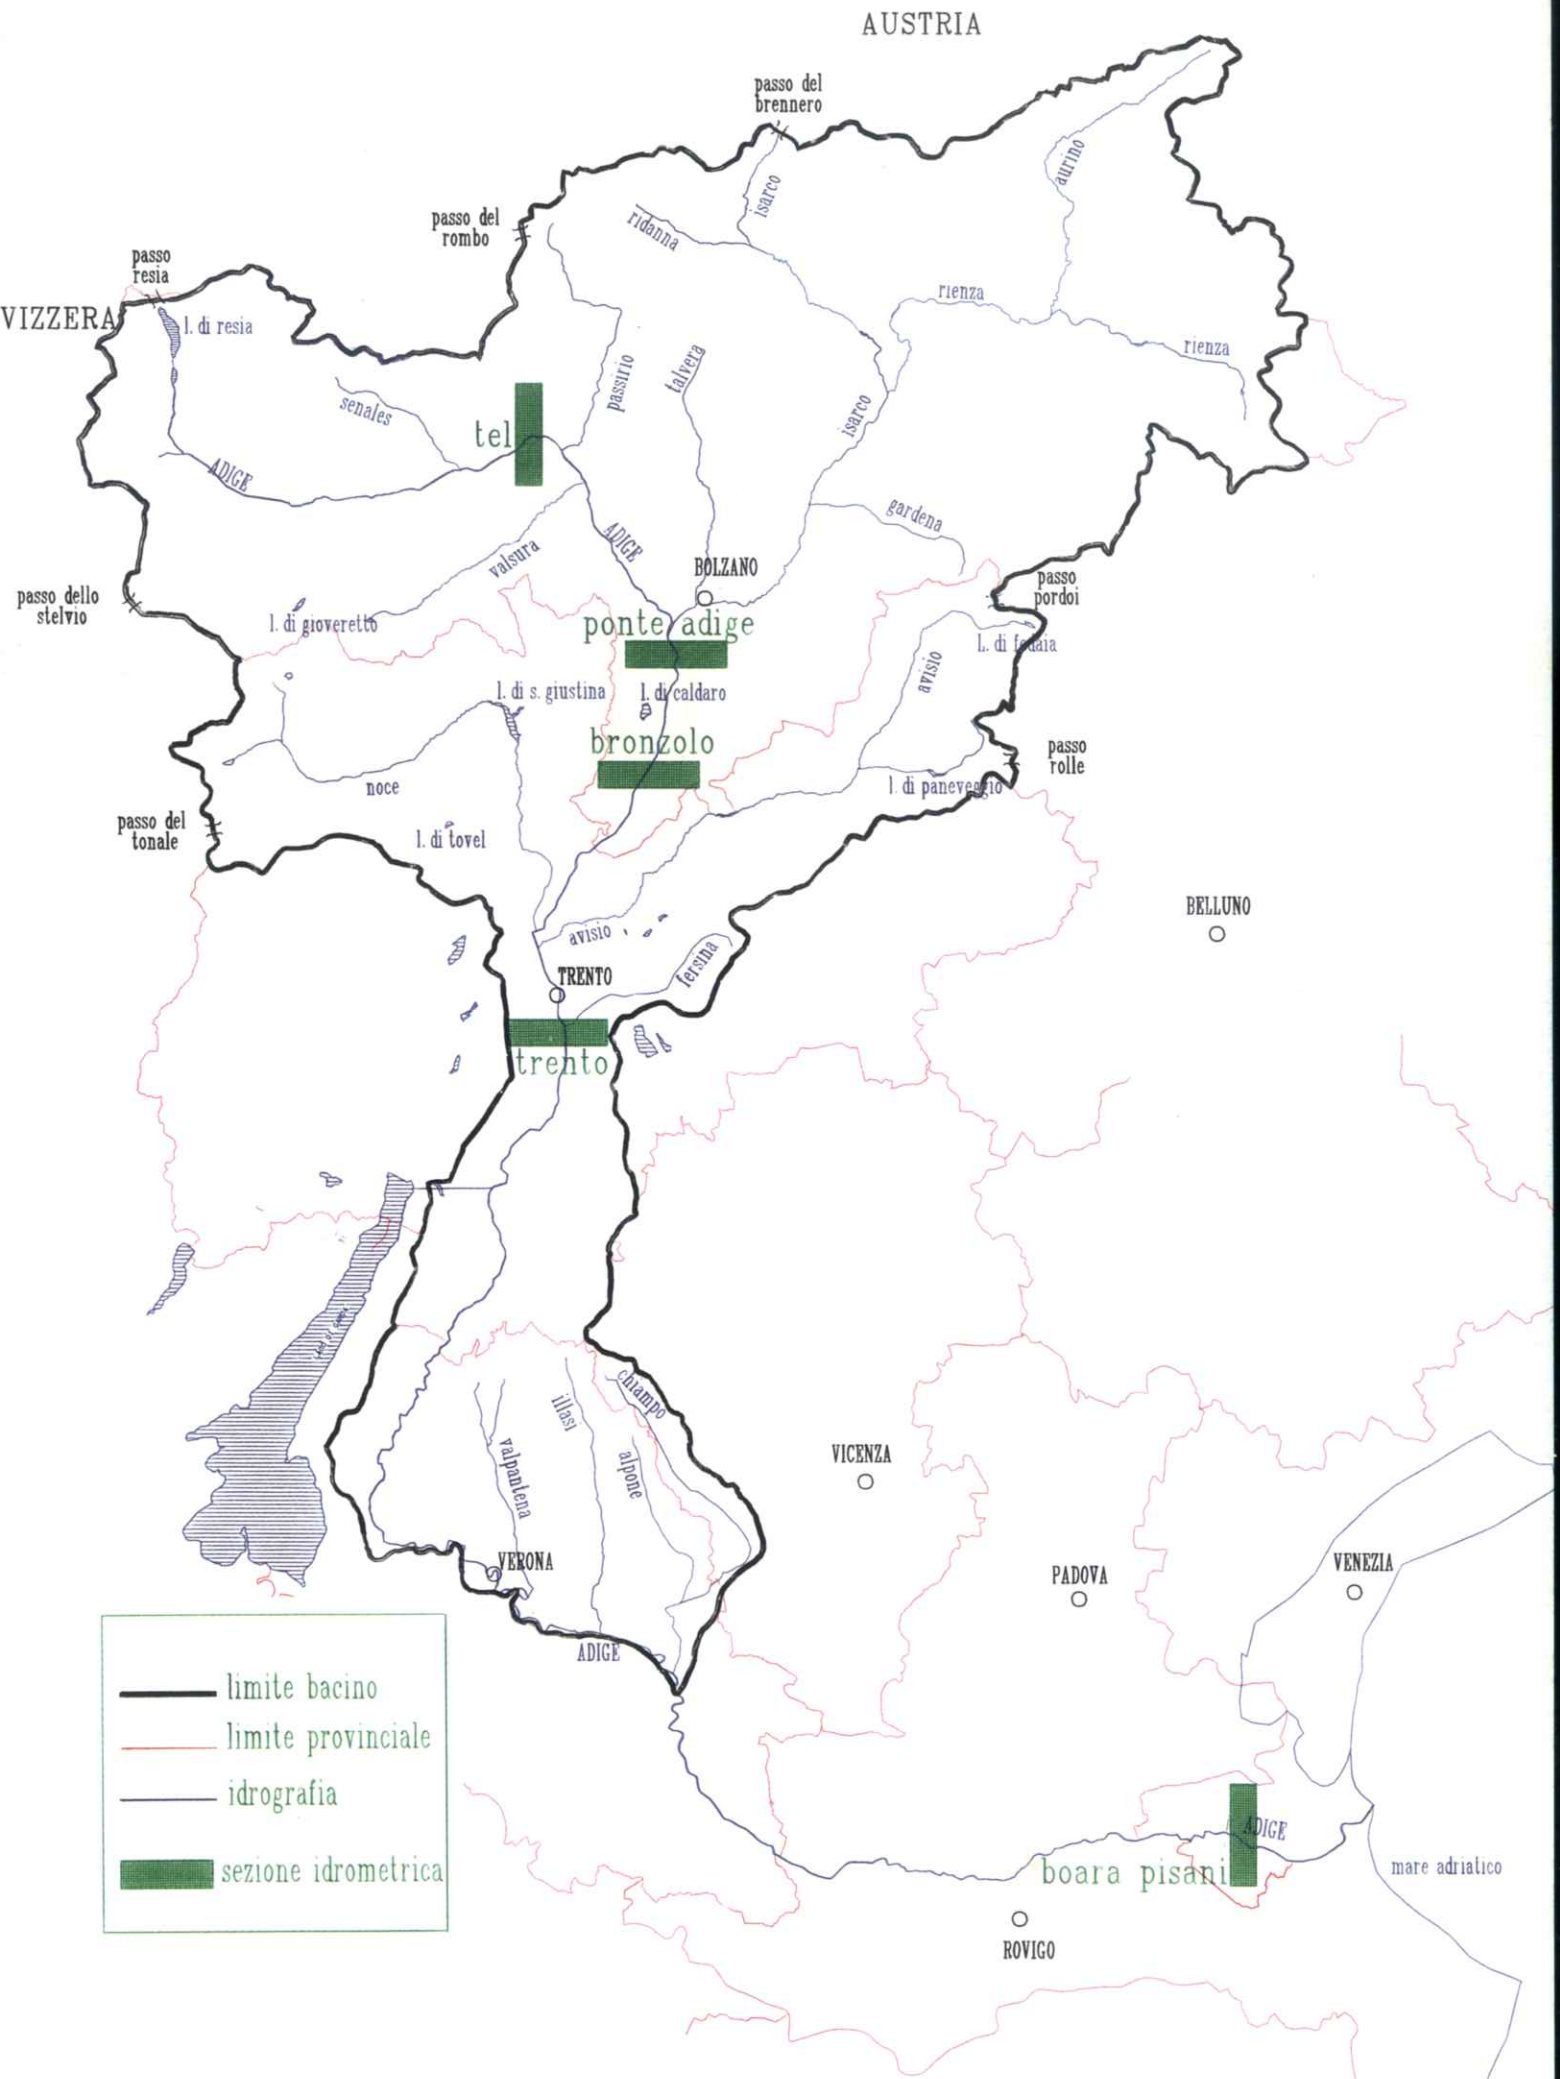 AUSTRIA
passo del
brennero
aurino
isarco
ridanna
passo del
rombo
passo
resia
VIZZERA
l. di resia
rienza
rienza
passirio
talvera
senales
isarco
tel
ADIGE
gardena
ADIGE
valsura
BOLZANO
passo
pordoi
passo dello
stelvio
l. di gioveretto
ponte adige
L. di fedaia
avisio
l. di s. giustina
l. di caldaro
bronzolo
passo
rolle
noce
l. di paneveggio
passo del
tonale
l. di tovel
BELLUNO
avisio
fersina
TRENTO
trento
chiampo
illasi
valpantena
alpone
VICENZA
VERONA
PADOVA
VENEZIA
ADIGE
limite bacino
limite provinciale
idrografia
sezione idrometrica
ADIGE
boara pisani
mare adriatico
ROVIGO